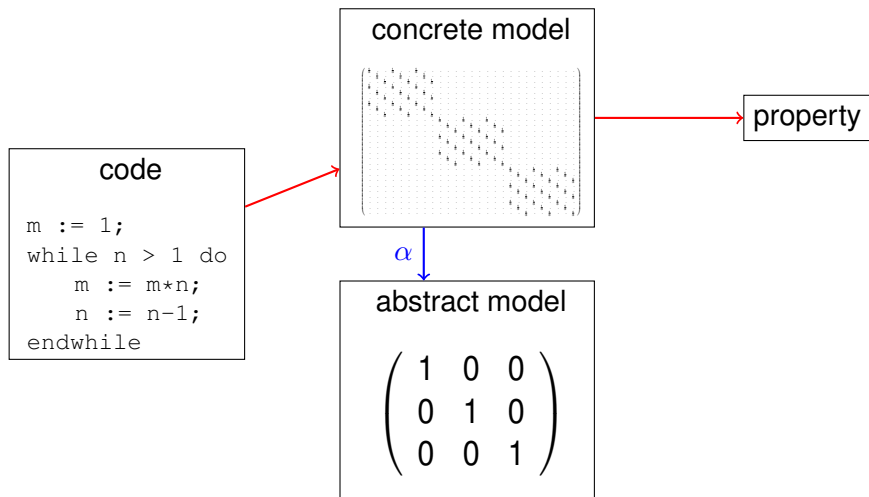 concrete model
property
code
m := 1;
while n > 1 do
m := m*n;
n := n-1;
endwhile
α
abstract model
1 0 0
0 1 0
0 0 1